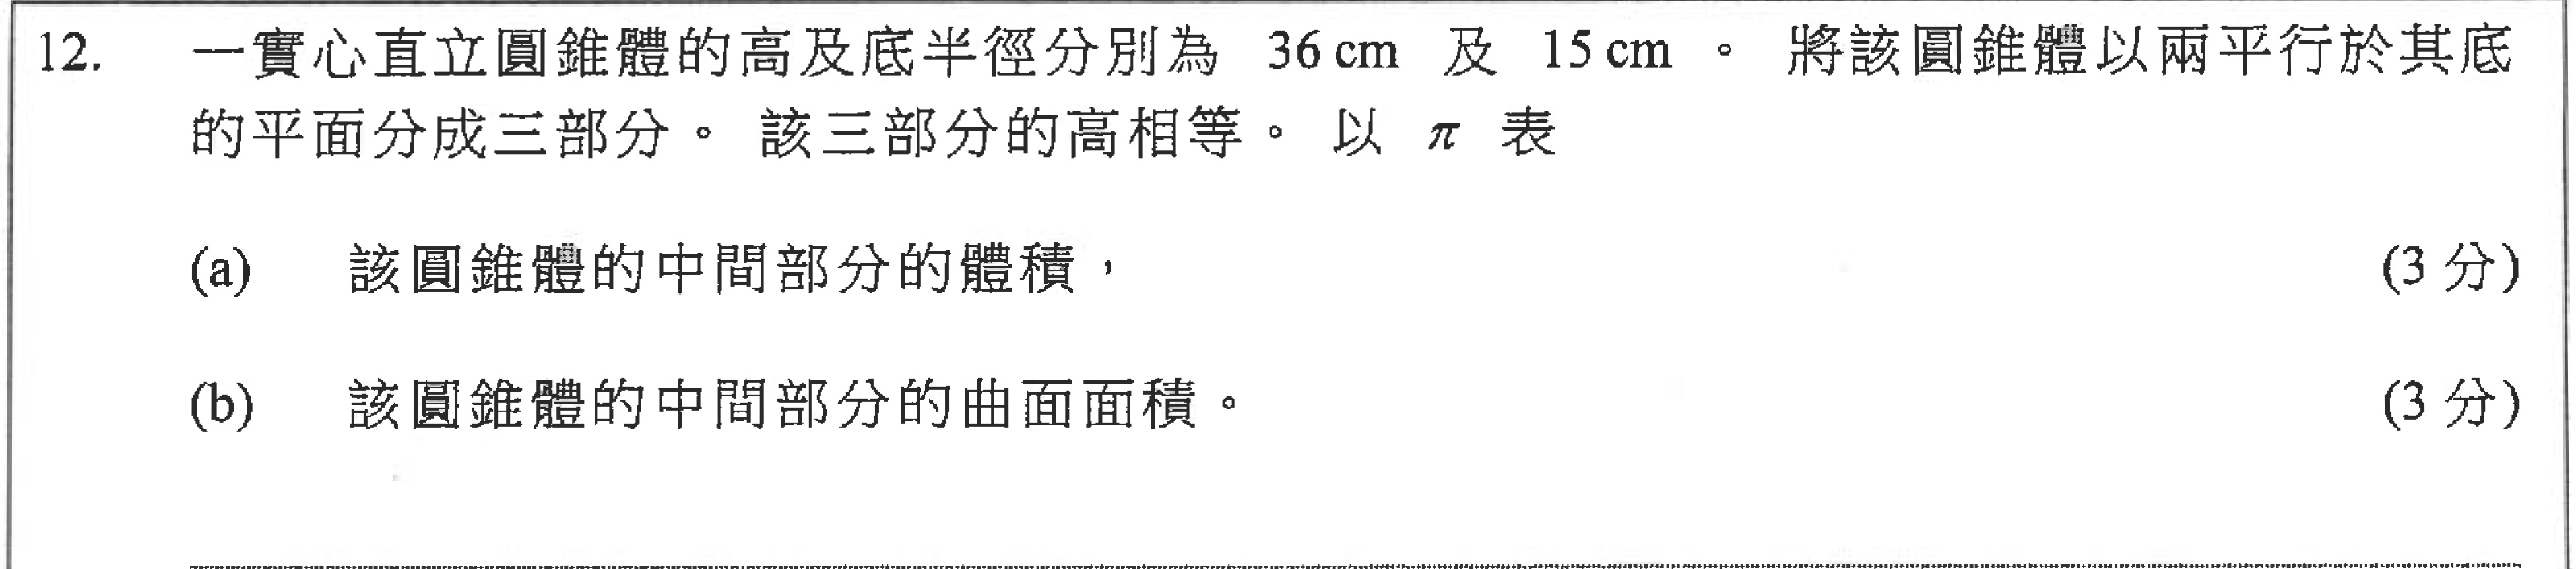 12. 一實心直立圓錐體的高及底半徑分別為 36 cm 及 15 cm 。 將該圓錐體以兩平行於其底
的平面分成三部分。 該三部分的高相等。 以 π 表
(a) 該圓錐體的中間部分的體積， (3 分)
(b) 該圓錐體的中間部分的曲面面積。 (3 分)